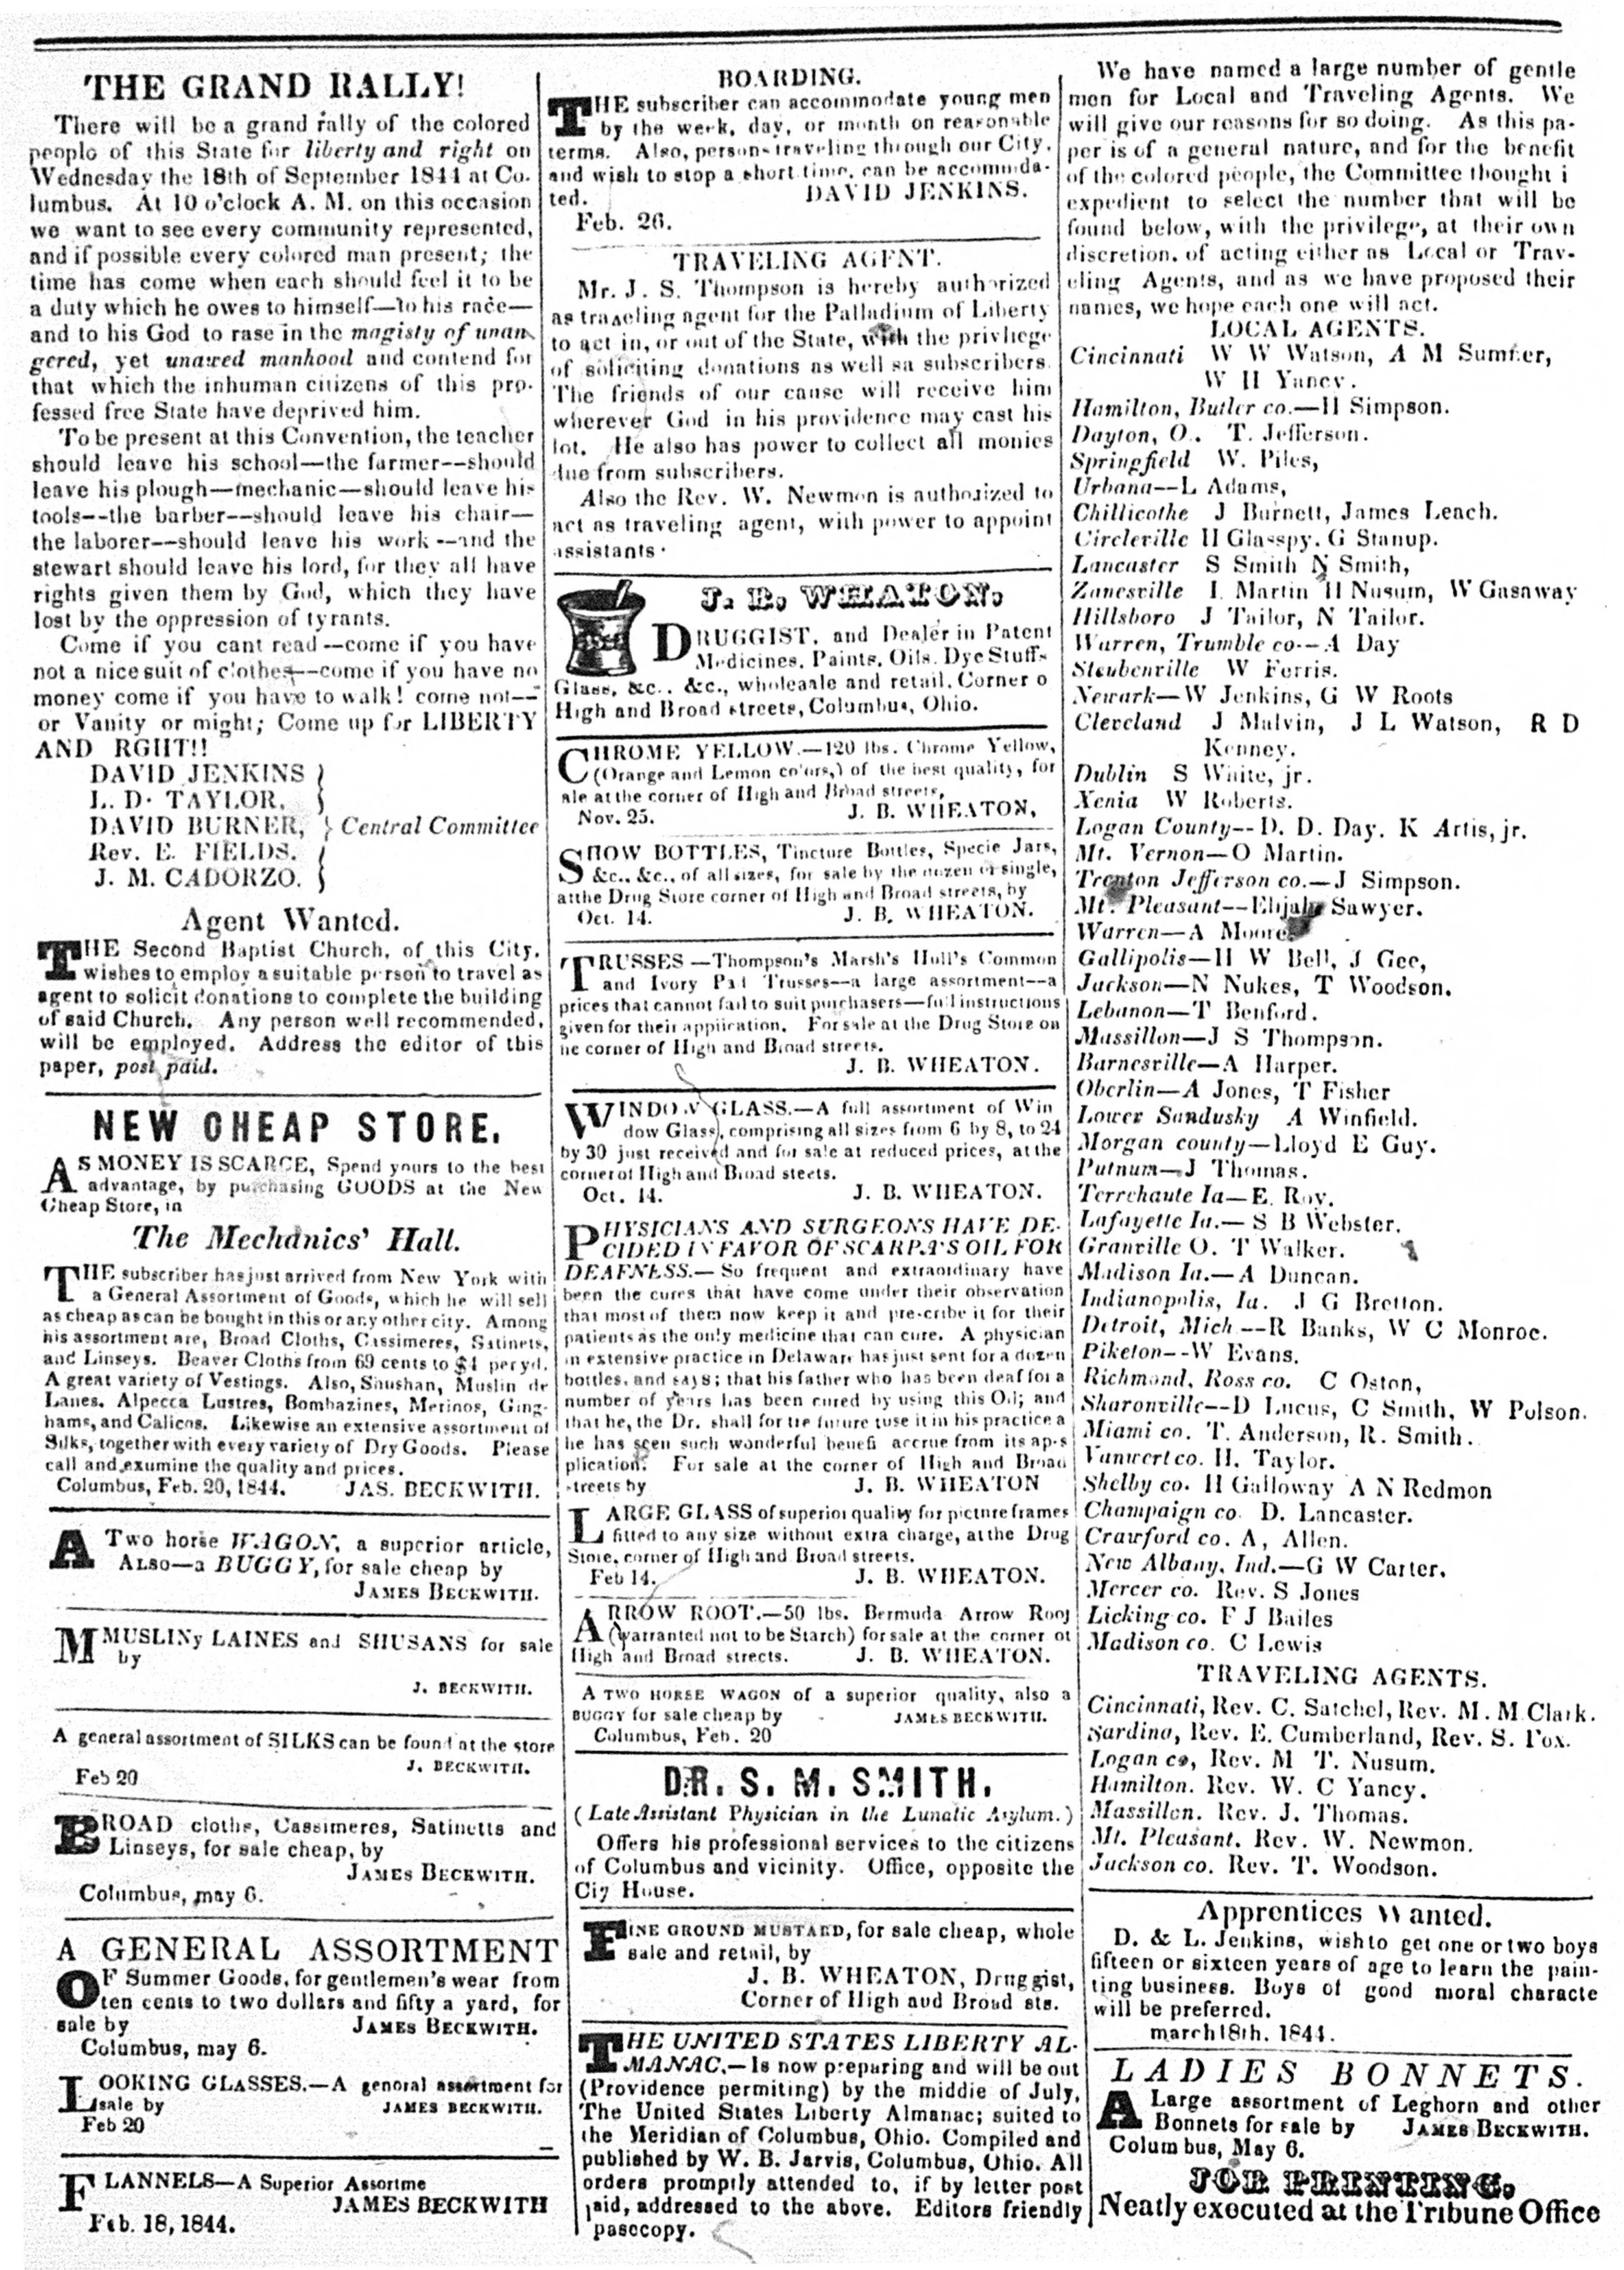 THE GRAND RALLY!
There will be a grand rally of the colored
people of this State for liberty and right on
Wednesday the 18th of September 1844 at Co-
lumbus. At 10 o'clock A. M. on this occasion
we want to see every community represented,
and if possible every colored man present; the
time has come when each should feel it to be
a duty which he owes to himself—to his race—
and to his God to rase in the magisty of unan
gered, yet unawed manhood and contend for
that which the inhuman citizens of this pro-
fessed free State have deprived him.
To be present at this Convention, the teacher
should leave his school—the farmer--should
leave his plough—mechanic—should leave his
tools--the barber--should leave his chair—
the laborer--should leave his work--and the
stewart should leave his lord, for they all have
rights given them by God, which they have
lost by the oppression of tyrants.
Come if you cant read--come if you have
not a nice suit of clothes--come if you have no
money come if you have to walk! come not--
or Vanity or might; Come up for LIBERTY
AND RGHT!!
DAVID JENKINS
L. D. TAYLOR,
DAVID BURNER, } Central Committee
Rev. E. FIELDS.
J. M. CADORZO.
Agent Wanted.
THE Second Baptist Church, of this City,
wishes to employ a suitable person to travel as
agent to solicit donations to complete the building
of said Church. Any person well recommended,
will be employed. Address the editor of this
paper, post paid.
NEW CHEAP STORE.
AS MONEY IS SCARCE, Spend yours to the best
advantage, by purchasing GOODS at the New
Cheap Store, in
The Mechanics' Hall.
THE subscriber has just arrived from New York with
a General Assortment of Goods, which he will sell
as cheap as can be bought in this or any other city. Among
his assortment are, Broad Cloths, Cassimeres, Satinets,
and Linseys. Beaver Cloths from 69 cents to $4 per yd.
A great variety of Vestings. Also, Shushan, Muslin de
Lanes. Alpecca Lustres, Bombazines, Merinos, Ging-
hams, and Calicos. Likewise an extensive assortment of
Silks, together with every variety of Dry Goods. Please
call and examine the quality and prices.
Columbus, Feb. 20, 1844. JAS. BECKWITH.
A Two horse WAGON, a superior article,
ALSO—a BUGGY, for sale cheap by
JAMES BECKWITH.
MMUSLINy LAINES and SHUSANS for sale
by
J. BECKWITH.
A general assortment of SILKS can be found at the store
J. BECKWITH.
Feb 20
BROAD cloths, Cassimeres, Satinetts and
Linseys, for sale cheap, by
JAMES BECKWITH.
Columbus, may 6.
A GENERAL ASSORTMENT
OF Summer Goods, for gentlemen's wear from
ten cents to two dollars and fifty a yard, for
sale by JAMES BECKWITH.
Columbus, may 6.
LOOKING GLASSES.—A general assortment for
sale by JAMES BECKWITH.
Feb 20
FLANNELS—A Superior Assortme
JAMES BECKWITH
Feb. 18, 1844.
BOARDING.
THE subscriber can accommodate young men
by the week, day, or month on reasonable
terms. Also, persons traveling through our City,
and wish to stop a short time, can be accommda-
ted. DAVID JENKINS.
Feb. 26.
TRAVELING AGENT.
Mr. J. S. Thompson is hereby authorized
as traveling agent for the Palladium of Liberty
to act in, or out of the State, with the privliege
of soliciting donations as well sa subscribers.
The friends of our cause will receive him
wherever God in his providence may cast his
lot. He also has power to collect all monies
due from subscribers.
Also the Rev. W. Newmon is authorized to
act as traveling agent, with power to appoint
assistants.
J. B. WHATON.
DRUGGIST, and Dealer in Patent
Medicines, Paints, Oils, Dye Stuffs
Glass, &c.. &c., wholesale and retail. Corner o
High and Broad streets, Columbus, Ohio.
CHROME YELLOW.—120 lbs. Chrome Yellow,
(Orange and Lemon colors,) of the best quality, for
ale at the corner of High and Broad streets,
Nov. 25. J. B. WHEATON,
SHOW BOTTLES, Tincture Bottles, Specie Jars,
&c., &c., of all sizes, for sale by the dozen or single,
at the Drug Store corner of High and Broad streets, by
Oct. 14. J. B. WHEATON.
TRUSSES—Thompson's Marsh's Hull's Common
and Ivory Pad Trusses—a large assortment—a
prices that cannot fail to suit purchasers—full instructions
given for their appiication. For sale at the Drug Store on
he corner of High and Broad streets.
J. B. WHEATON.
WINDOW GLASS.—A full assortment of Win
dow Glass, comprising all sizes from 6 by 8, to 24
by 30 just received and for sale at reduced prices, at the
corner of High and Broad steets.
Oct. 14. J. B. WHEATON.
PHYSICIANS AND SURGEONS HAVE DE-
CIDED IN FAVOR OF SCARPA'S OIL FOR
DEAFNESS.—So frequent and extraordinary have
been the cures that have come under their observation
that most of them now keep it and prescribe it for their
patients as the only medicine that can cure. A physician
in extensive practice in Delaware has just sent for a dozen
bottles, and says; that his father who has been deaf for a
number of years has been cured by using this Oil; and
that he, the Dr. shall for the future tuse it in his practice a
he has seen such wonderful benefi accrue from its ap-s
plication. For sale at the corner of High and Broad
streets by J. B. WHEATON
LARGE GLASS of superior quality for picture frames
fitted to any size without extra charge, at the Drug
Store, corner of High and Broad streets.
Feb 14. J. B. WHEATON.
ARROW ROOT.—50 lbs. Bermuda Arrow Rooj
(warranted not to be Starch) for sale at the corner of
High and Broad streets. J. B. WHEATON.
A TWO HORSE WAGON of a superior quality, also a
BUGGY for sale cheap by JAMES BECKWITH.
Columbus, Feb. 20
DR. S. M. SMITH.
(Late Assistant Physician in the Lunatic Asylum.)
Offers his professional services to the citizens
of Columbus and vicinity. Office, opposite the
City House.
FINE GROUND MUSTARD, for sale cheap, whole
sale and retail, by
J. B. WHEATON, Druggist,
Corner of High aud Broad sts.
THE UNITED STATES LIBERTY AL-
MANAC.—Is now preparing and will be out
(Providence permiting) by the middie of July,
The United States Liberty Almanac; suited to
the Meridian of Columbus, Ohio. Compiled and
published by W. B. Jarvis, Columbus, Ohio. All
orders promptly attended to, if by letter post
paid, addressed to the above. Editors friendly
pasccopy.
We have named a large number of gentle
men for Local and Traveling Agents. We
will give our reasons for so doing. As this pa-
per is of a general nature, and for the benefit
of the colored people, the Committee thought i
expedient to select the number that will be
found below, with the privilege, at their own
discretion, of acting either as Local or Trav-
eling Agents, and as we have proposed their
names, we hope each one will act.
LOCAL AGENTS.
Cincinnati W W Watson, A M Sumner,
W H Yancy.
Hamilton, Butler co.—H Simpson.
Dayton, O. T. Jefferson.
Springfield W. Piles,
Urbana--L Adams,
Chillicothe J Burnett, James Leach.
Circleville H Glasspy, G Stanup.
Lancaster S Smith N Smith,
Zanesville I. Martin H Nusum, W Gasaway
Hillsboro J Tailor, N Tailor.
Warren, Trumble co--A Day
Steubenville W Ferris.
Newark—W Jenkins, G W Roots
Cleveland J Malvin, J L Watson, R D
Kenney.
Dublin S White, jr.
Xenia W Roberts.
Logan County--D. D. Day. K Artis, jr.
Mt. Vernon—O Martin.
Trenton Jefferson co.—J Simpson.
Mt. Pleasant--Elijah Sawyer.
Warren—A Moore
Gallipolis—H W Bell, J Gee,
Jackson—N Nukes, T Woodson.
Lebanon—T Benford.
Massillon—J S Thompson.
Barnesville—A Harper.
Oberlin—A Jones, T Fisher
Lower Sandusky A Winfield.
Morgan county—Lloyd E Guy.
Putnum—J Thomas.
Terrehaute Ia—E. Roy.
Lafayette Ia.—S B Webster.
Granville O. T Walker.
Madison Ia.—A Duncan.
Indianopolis, Ia. J G Bretton.
Detroit, Mich--R Banks, W C Monroe.
Piketon--W Evans.
Richmond, Ross co. C Oston,
Sharonville--D Lucus, C Smith, W Polson.
Miami co. T. Anderson, R. Smith.
Vanwert co. H. Taylor.
Shelby co. H Galloway A N Redmon
Champaign co. D. Lancaster.
Crawford co. A, Allen.
New Albany, Ind.—G W Carter.
Mercer co. Rev. S Jones
Licking co. F J Bailes
Madison co. C Lewis
TRAVELING AGENTS.
Cincinnati, Rev. C. Satchel, Rev. M. M Clark.
Sardina, Rev. E. Cumberland, Rev. S. Fox.
Logan co, Rev. M T. Nusum.
Hamilton. Rev. W. C Yancy.
Massillon. Rev. J. Thomas.
Mt. Pleasant. Rev. W. Newmon.
Jackson co. Rev. T. Woodson.
Apprentices Wanted.
D. & L. Jenkins, wish to get one or two boys
fifteen or sixteen years of age to learn the pain-
ting business. Boys of good moral characte
will be preferred.
march 18th. 1844.
LADIES BONNETS.
A Large assortment of Leghorn and other
Bonnets for sale by JAMES BECKWITH.
Colum bus, May 6.
JOB PRINTING,
Neatly executed at the Tribune Office